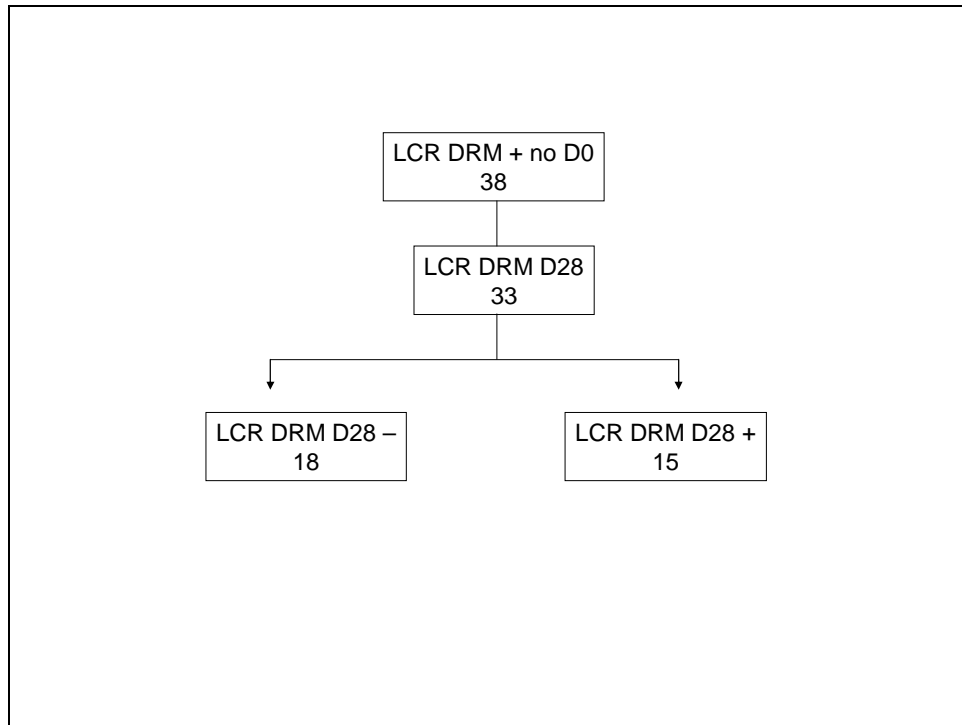 LCR DRM + no D0
38
LCR DRM D28
33
LCR DRM D28 –
18
LCR DRM D28 +
15